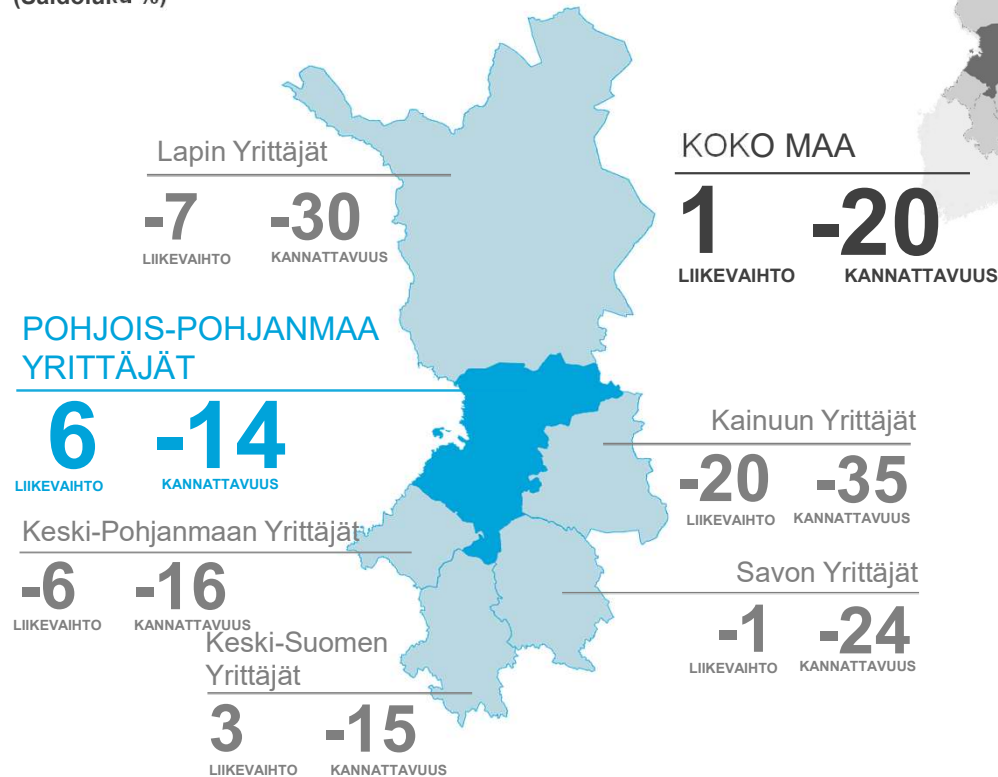 (Saldoluku %)
Lapin Yrittäjät
-7 -30
LIIKEVAIHTO KANNATTAVUUS
KOKO MAA
1 -20
LIIKEVAIHTO KANNATTAVUUS
POHJOIS-POHJANMAA
YRITTÄJÄT
6 -14
LIIKEVAIHTO KANNATTAVUUS
Kainuun Yrittäjät
-20 -35
LIIKEVAIHTO KANNATTAVUUS
Keski-Pohjanmaan Yrittäjät
-6 -16
LIIKEVAIHTO KANNATTAVUUS
Savon Yrittäjät
-1 -24
LIIKEVAIHTO KANNATTAVUUS
Keski-Suomen
Yrittäjät
3 -15
LIIKEVAIHTO KANNATTAVUUS